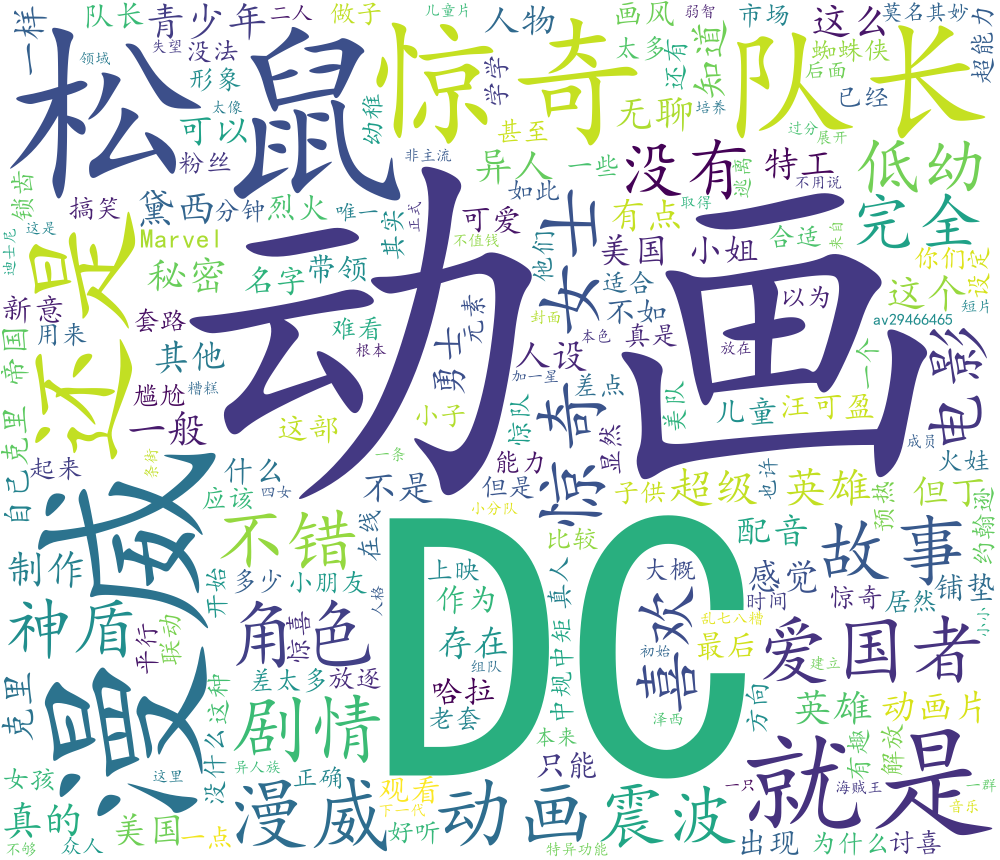 一样
队长
青少年
二人
做子
儿童片
人物
弱智
画风
市场
这么
莫名其妙
超能力
领域
失望
没法
形象
太像
太多
还有
知道
蜘蛛侠
后面
已经
松鼠
惊奇
队长
学学
无聊
培养
幼稚
可以
粉丝
甚至
非主流
异人
一些
没有
特工
过分
展开
逃离
不用说
低幼
锁齿
搞笑
黛西
分钟
烈火
唯一
其实
正式
可爱
如此
有点
取得
美国
小姐
合适
来自
完全
这是
迪士尼
Marvel
秘密
名字
带领
不值钱
他们
女士
适合
不如
以为
这个
你们
定
设
短片
还是
新意
用来
套路
难看
动画
勇士
元素
封面
本色
真是
放在
av29466465
电影
帝国
其他
根本
人设
加一星
差点
一个
尴尬
糟糕
一般
这部
小子
惊队
惊奇
显然
美队
儿童
汪可盈
成员
火娃
克里
自己
起来
条街
什么
一条
能力
不是
但是
子供
超级
也许
英雄
预热
但丁
约翰逊
漫威
应该
四女
小分队
不错
在线
比较
配音
故事
制作
开始
多少
小朋友
上映
真人
大概
感觉
铺垫
神盾
平行
联动
角色
惊喜
人格
作为
DC
喜欢
时间
惊奇
居然
小小
乱七八糟
存在
中规中矩
最后
爱国者
建立
初始
组队
克里
差太多
放逐
哈拉
老套
泽西
方向
英雄
动画片
这种
没什么
剧情
本来
只能
有趣
解放
就是
女孩
这里
异人族
正确
观看
下一代
海贼王
一只
一群
音乐
真的
美国
一点
漫威
好听
动画
震波
不够
众人
特异功能
出现
为什么
讨喜